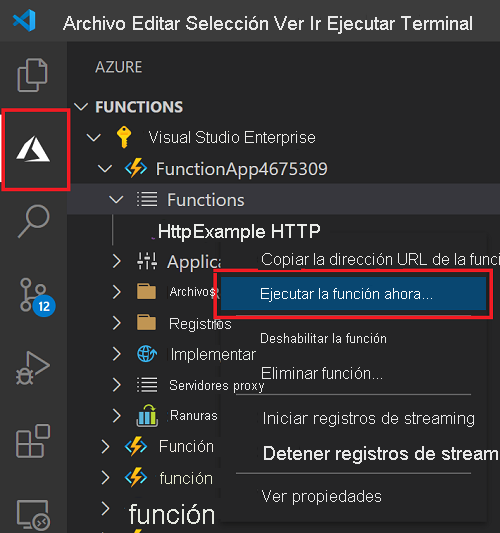 Archivo Editar Selección Ver Ir Ejecutar Terminal
AZURE
FUNCTIONS
Visual Studio Enterprise
FunctionApp4675309
Functions
HttpExample HTTP
Copiar la dirección URL de la funci
Applica
Ejecutar la función ahora...
Archivos
Registros
Deshabilitar la función
Implementar
Eliminar función...
Servidores proxy
Ranuras
Iniciar registros de streaming
Función
Detener registros de stream
función
Ver propiedades
función
12